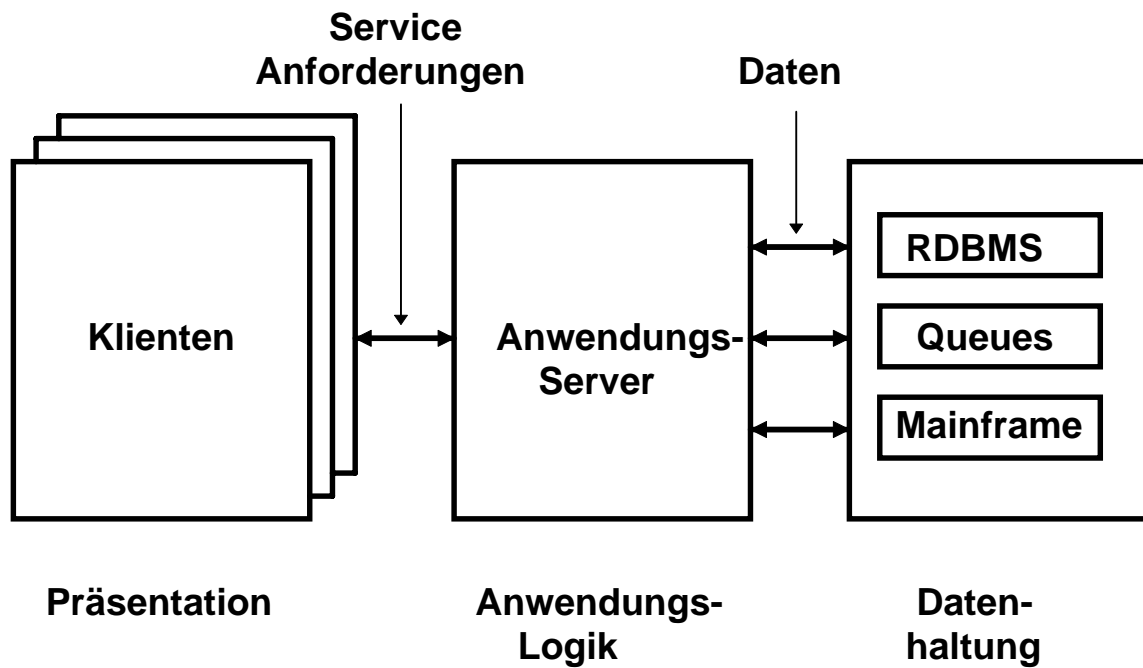 Service
Anforderungen
Daten
Klienten
Anwendungs-
Server
RDBMS
Queues
Mainframe
Präsentation
Anwendungs-
Logik
Daten-
haltung